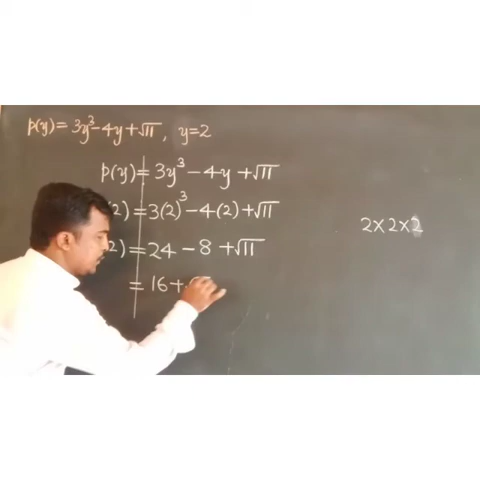 p(y) = 3y³ - 4y + √11, y=2
p(y) = 3y³ - 4y + √11
2) = 3(2)³ - 4(2) + √11
2 × 2 × 2
2) = 24 - 8 + √11
= 16 +